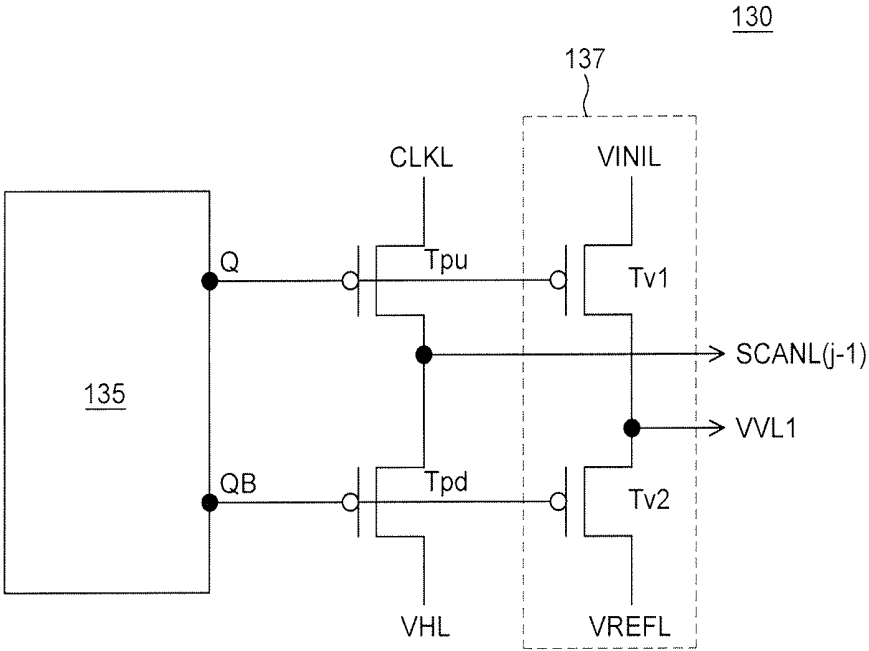 130
137
CLKL
VINIL
Q
Tpu
Tv1
SCANL(j-1)
135
VVL1
QB
Tpd
Tv2
VHL
VREFL